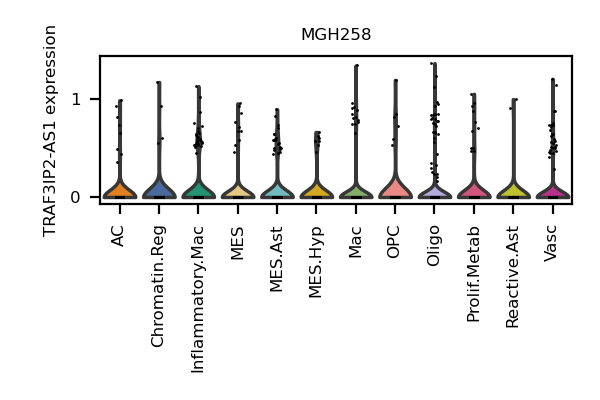 MGH258
TRAF3IP2-AS1 expression
1
0
AC
Chromatin.Reg
Inflammatory.Mac
MES
MES.Ast
MES.Hyp
Mac
OPC
Oligo
Prolif.Metab
Reactive.Ast
Vasc